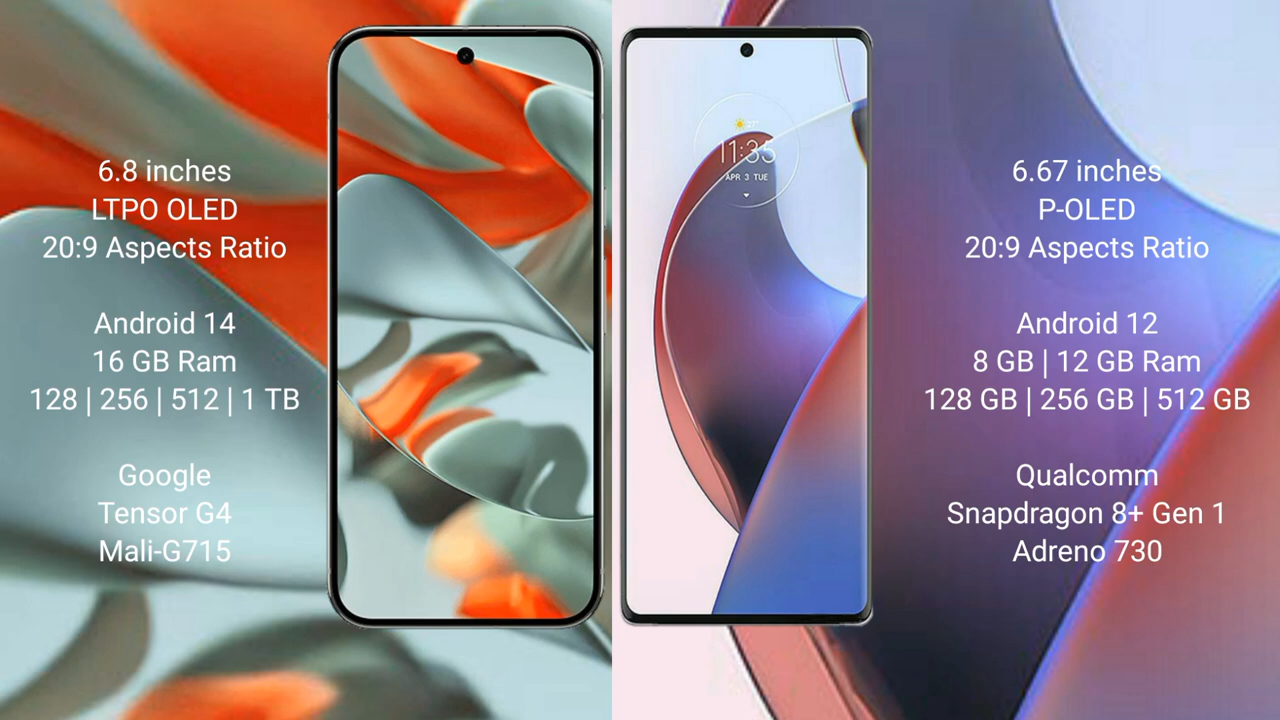 6.8 inches
LTPO OLED
20:9 Aspects Ratio
Android 14
16 GB Ram
128 | 256 | 512 | 1 TB
Google
Tensor G4
Mali-G715
11:35
APR 3 TUE
6.67 inches
P-OLED
20:9 Aspects Ratio
Android 12
8 GB | 12 GB Ram
128 GB | 256 GB | 512 GB
Qualcomm
Snapdragon 8+ Gen 1
Adreno 730